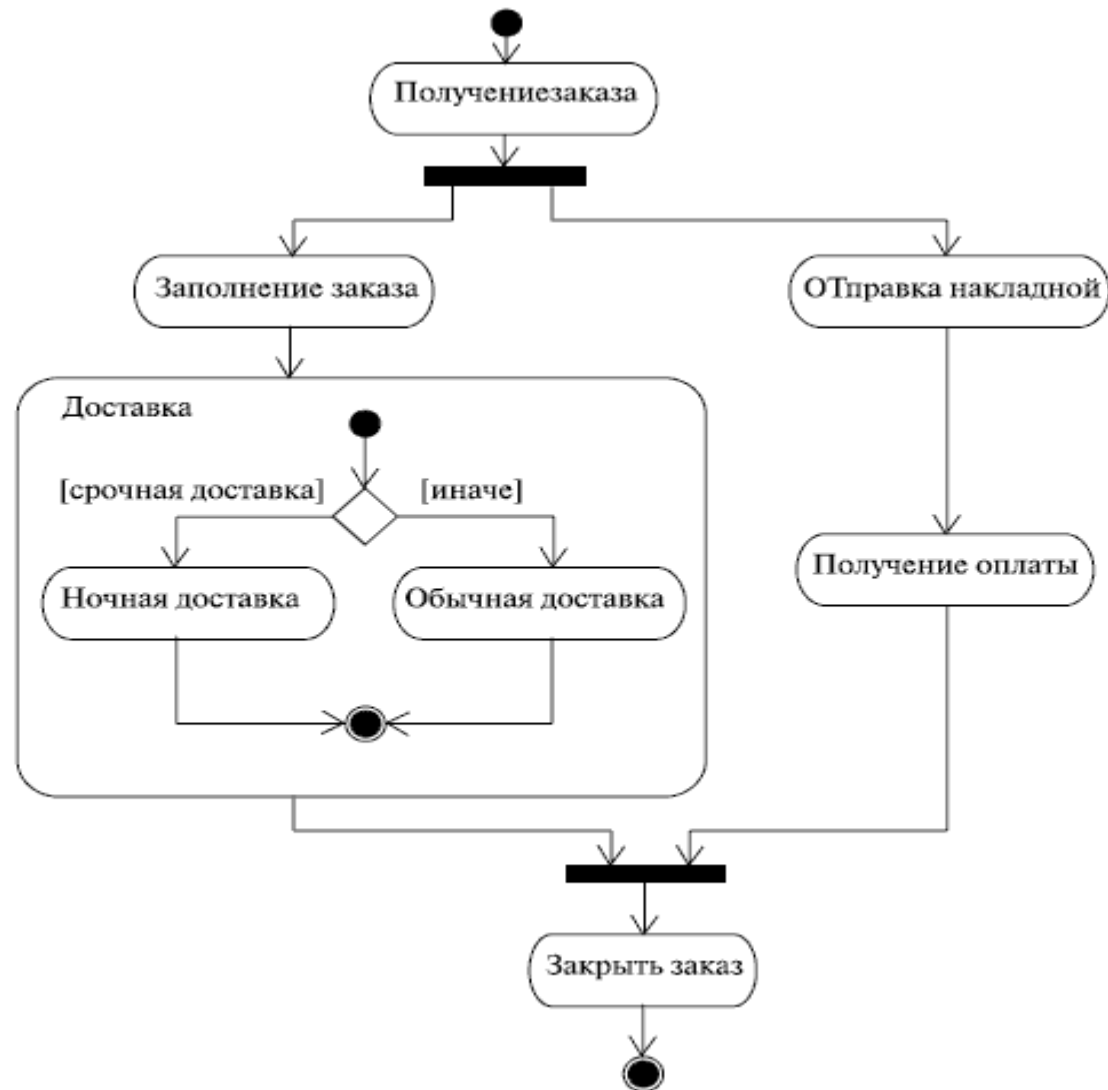 Получениезаказа
Заполнение заказа
ОТправка накладной
Доставка
[срочная доставка]
[иначе]
Ночная доставка
Обычная доставка
Получение оплаты
Закрыть заказ